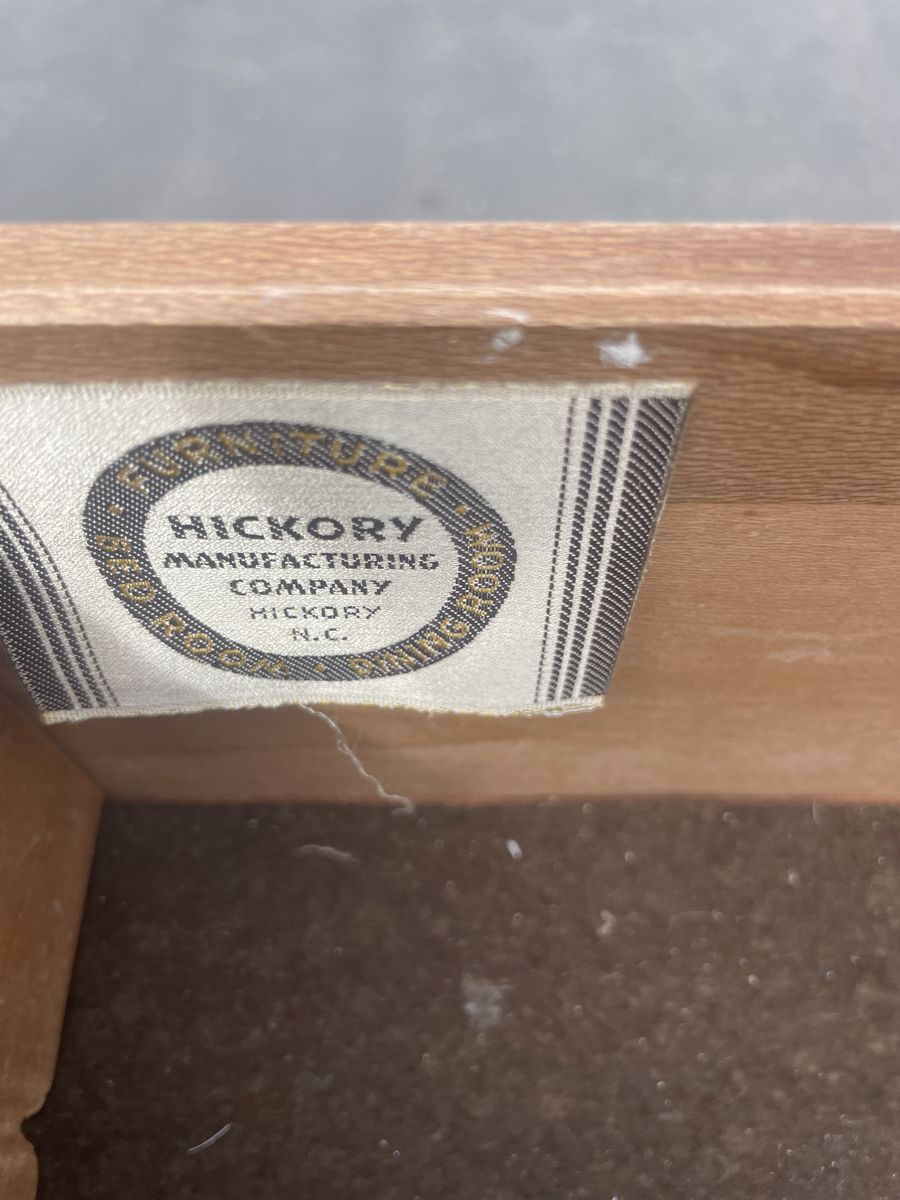 FURNITURE
HICKORY
MANUFACTURING
COMPANY
HICKORY
N.C.
BED ROOM • DINING ROOM •